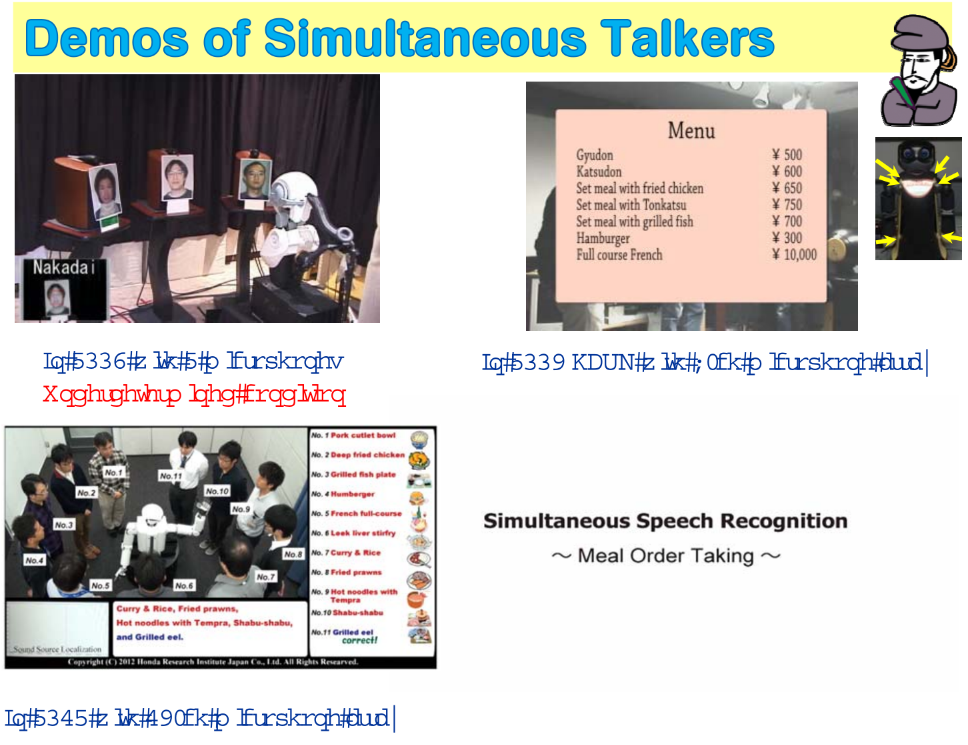 Demos of Simultaneous Talkers
Nakadai
Menu
Gyudon ¥ 500
Katsudon ¥ 600
Set meal with fried chicken ¥ 650
Set meal with Tonkatsu ¥ 750
Set meal with grilled fish ¥ 700
Hamburger ¥ 300
Full course French ¥ 10,000
Lq#5336#z lwk#5#p lfurskrqhv
Xqghughwhup lqhg#frqglwlrq
Lq#5339 KDUN#z lwk#;0fk#p lfurskrqh#duud|
No.1
No.2
No.3
No.4
No.5
No.6
No.7
No.8
No.9
No.10
No.11
No. 1 Pork cutlet bowl
No. 2 Deep fried chicken
No. 3 Grilled fish plate
No. 4 Humberger
No. 5 French full-course
No. 6 Leek liver stirfry
No. 7 Curry & Rice
No. 8 Fried prawns
No. 9 Hot noodles with
Tempra
No.10 Shabu-shabu
No.11 Grilled eel
correct!
Sound Source Localization
Curry & Rice, Fried prawns,
Hot noodles with Tempra, Shabu-shabu,
and Grilled eel.
Copyright (C) 2012 Honda Research Institute Japan Co., Ltd. All Rights Researved.
Simultaneous Speech Recognition
～ Meal Order Taking ～
Lq#5345#z lwk#490fk#p lfurskrqh#duud|